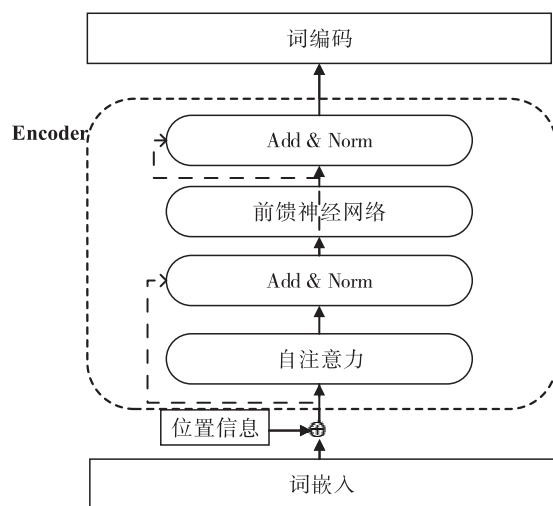 词编码
Encoder
Add & Norm
前馈神经网络
Add & Norm
自注意力
位置信息
词嵌入